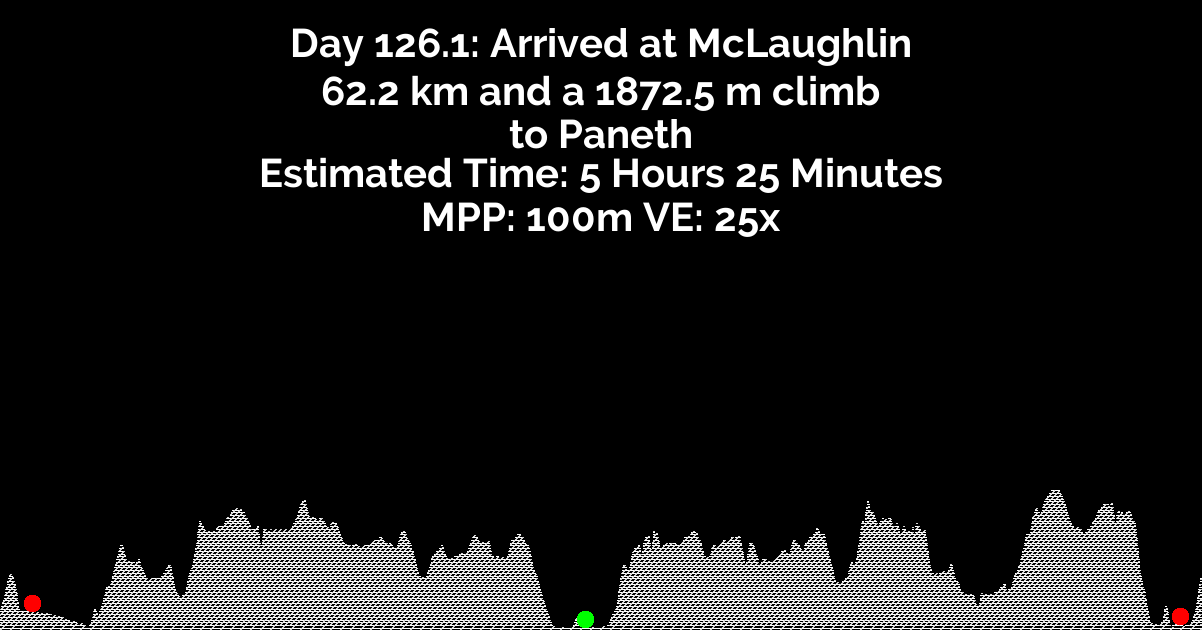 Day 126.1: Arrived at McLaughlin
62.2 km and a 1872.5 m climb
to Paneth
Estimated Time: 5 Hours 25 Minutes
MPP: 100m VE: 25x